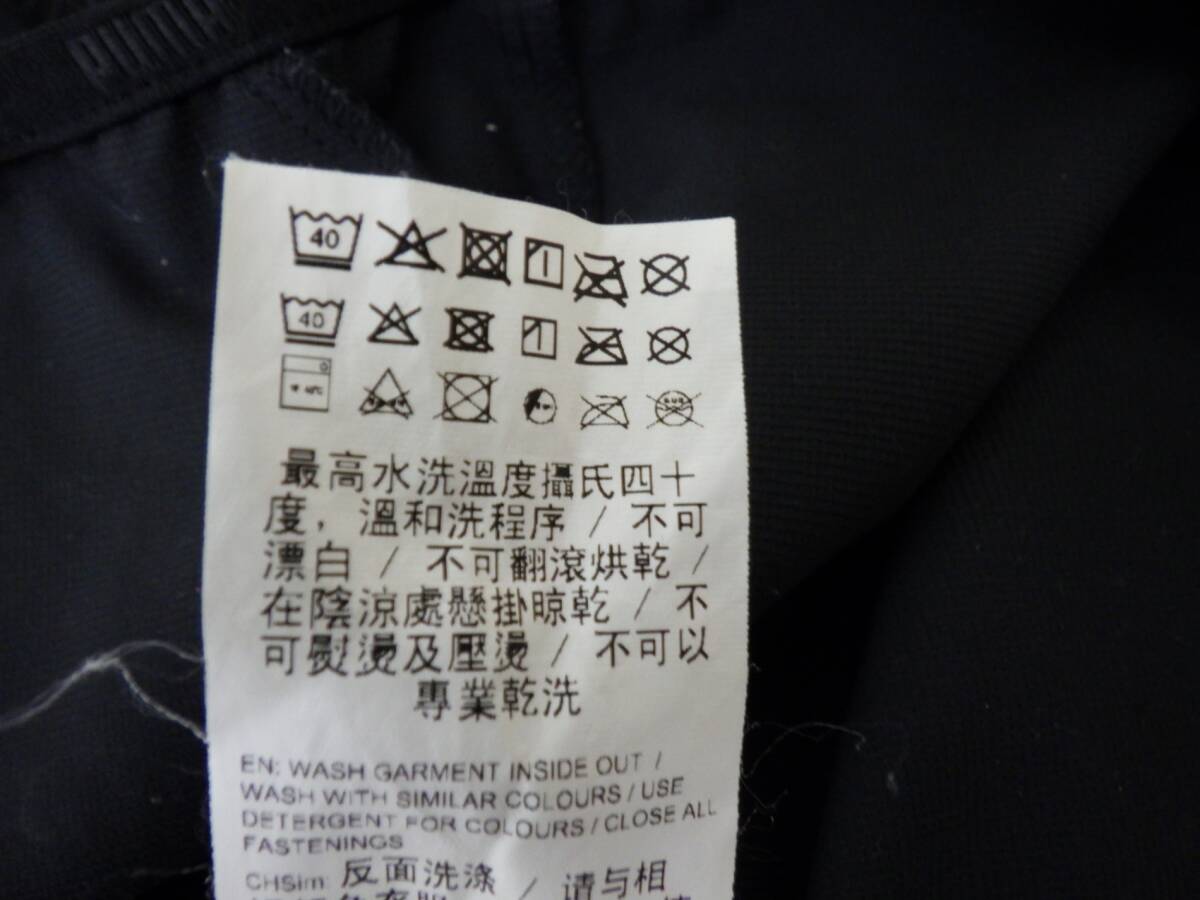 PUMA
40
40
最高水洗溫度攝氏四十
度，溫和洗程序 / 不可
漂白 / 不可翻滾烘乾 /
在陰涼處懸掛晾乾 / 不
可熨燙及壓燙 / 不可以
專業乾洗
EN: WASH GARMENT INSIDE OUT /
WASH WITH SIMILAR COLOURS / USE
DETERGENT FOR COLOURS / CLOSE ALL
FASTENINGS
CHSim: 反面洗涤 / 请与相